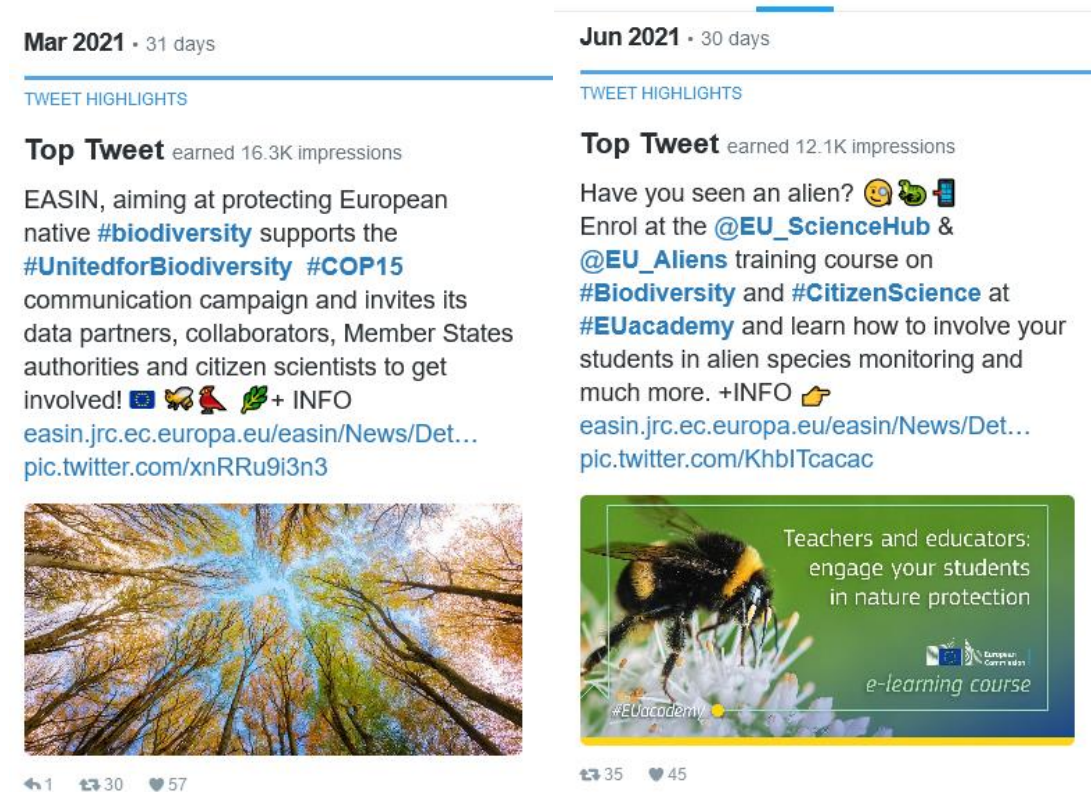 Mar 2021 • 31 days
TWEET HIGHLIGHTS
Top Tweet earned 16.3K impressions
EASIN, aiming at protecting European
native #biodiversity supports the
#UnitedforBiodiversity #COP15
communication campaign and invites its
data partners, collaborators, Member States
authorities and citizen scientists to get
involved! 🇪🇺 🐝🐦 🌿+ INFO
easin.jrc.ec.europa.eu/easin/News/Det…
pic.twitter.com/xnRRu9i3n3
1 30 57
Jun 2021 • 30 days
TWEET HIGHLIGHTS
Top Tweet earned 12.1K impressions
Have you seen an alien? 🧐🐍📲
Enrol at the @EU_ScienceHub &
@EU_Aliens training course on
#Biodiversity and #CitizenScience at
#EUacademy and learn how to involve your
students in alien species monitoring and
much more. +INFO 👉
easin.jrc.ec.europa.eu/easin/News/Det…
pic.twitter.com/KhbITcacac
Teachers and educators:
engage your students
in nature protection
European
Commission
e-learning course
#EUacademy
35 45